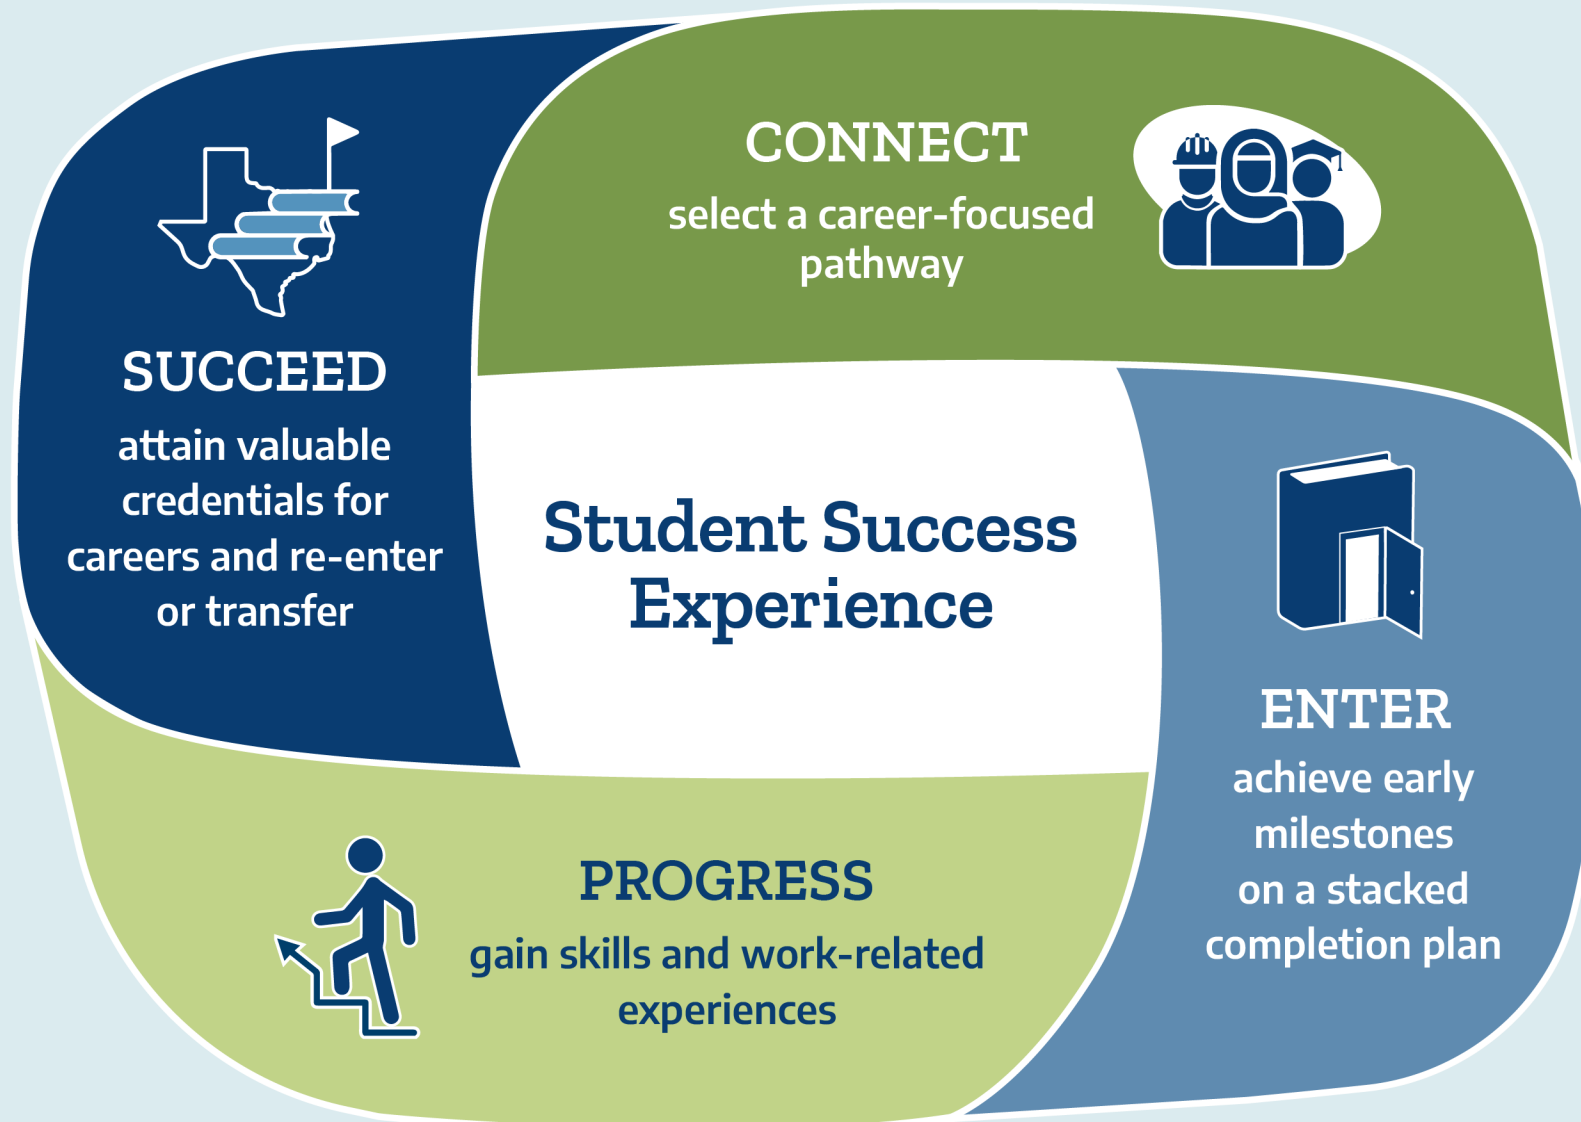 CONNECT
select a career-focused
pathway
ENTER
achieve early
milestones
on a stacked
completion plan
PROGRESS
gain skills and work-related
experiences
SUCCEED
attain valuable
credentials for
careers and re-enter
or transfer
Student Success
Experience